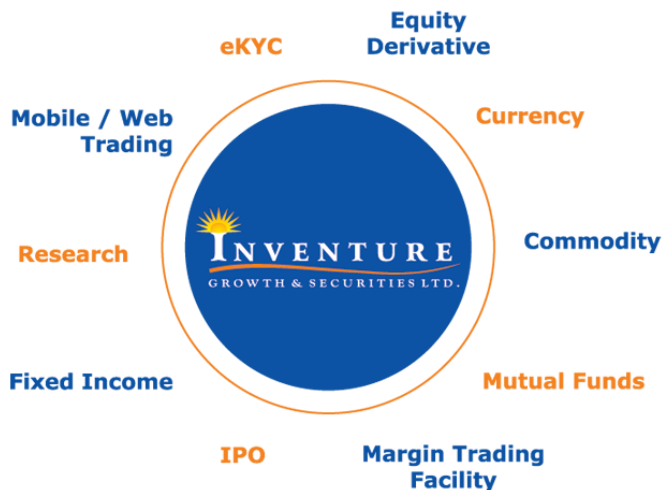 eKYC
Equity
Derivative
Mobile / Web
Trading
Currency
INVENTURE
GROWTH & SECURITIES LTD.
Research
Commodity
Fixed Income
Mutual Funds
IPO
Margin Trading
Facility